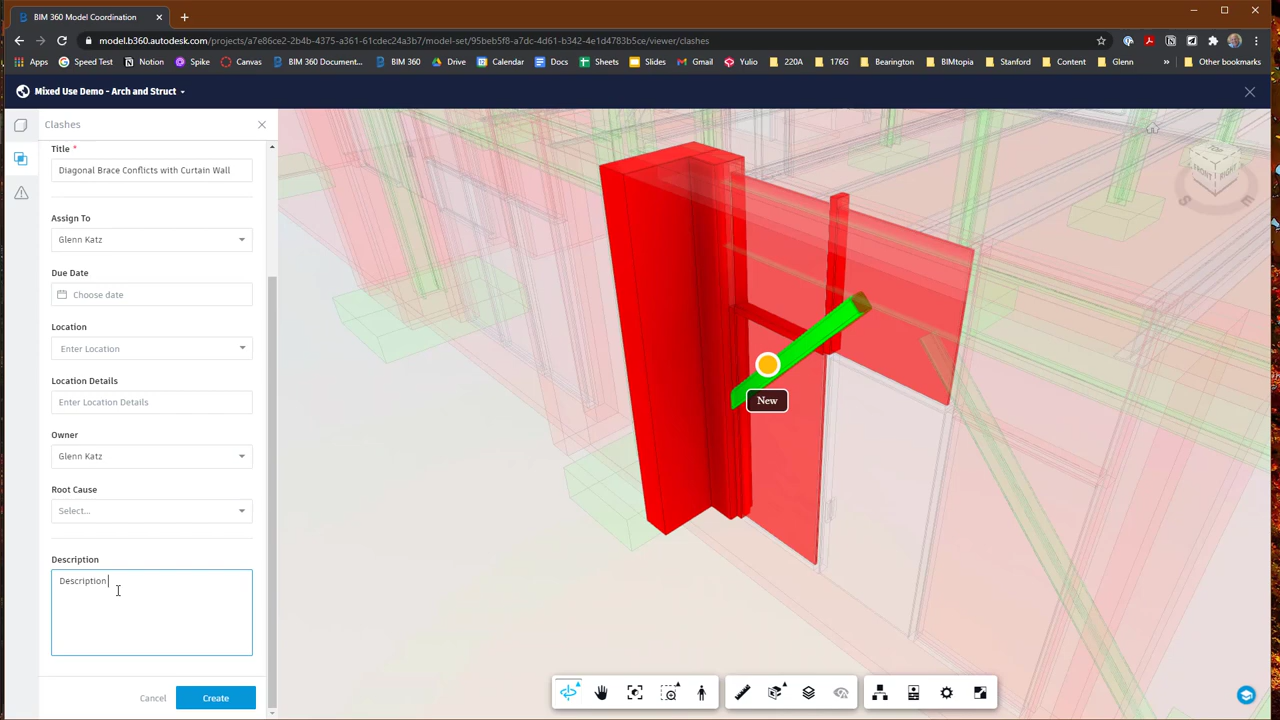 BIM 360 Model Coordination
model.b360.autodesk.com/projects/a7e86ce2-2b4b-4375-a361-61cdec24a3b7/model-set/95beb5f8-a7dc-4d61-b342-4e1d4783b5ce/viewer/clashes
Apps Speed Test Notion Spike Canvas BIM 360 Document... BIM 360 Drive Calendar Docs Sheets Slides Gmail Yulio 220A 176G Bearington BIMtopia Stanford Content Glenn » Other bookmarks
Mixed Use Demo - Arch and Struct
Clashes
Title *
Diagonal Brace Conflicts with Curtain Wall
Assign To
Glenn Katz
Due Date
Choose date
Location
Enter Location
Location Details
Enter Location Details
Owner
Glenn Katz
Root Cause
Select...
Description
Description
Cancel
Create
New
TOP
FRONT
RIGHT
S
E